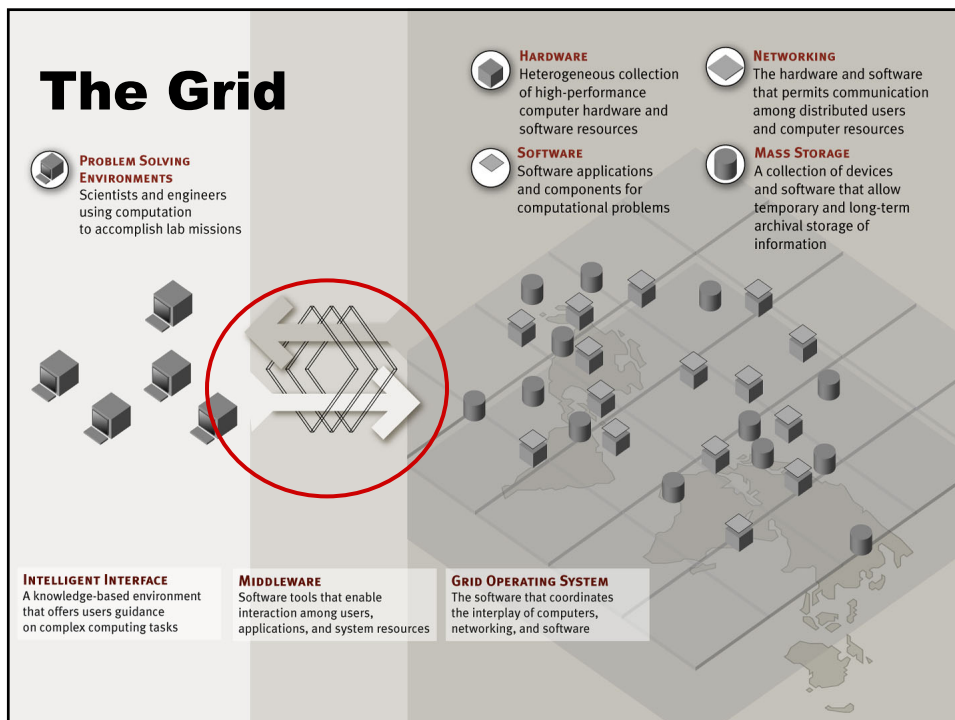 The Grid
PROBLEM SOLVING
ENVIRONMENTS
Scientists and engineers
using computation
to accomplish lab missions
HARDWARE
Heterogeneous collection
of high-performance
computer hardware and
software resources
SOFTWARE
Software applications
and components for
computational problems
NETWORKING
The hardware and software
that permits communication
among distributed users
and computer resources
MASS STORAGE
A collection of devices
and software that allow
temporary and long-term
archival storage of
information
INTELLIGENT INTERFACE
A knowledge-based environment
that offers users guidance
on complex computing tasks
MIDDLEWARE
Software tools that enable
interaction among users,
applications, and system resources
GRID OPERATING SYSTEM
The software that coordinates
the interplay of computers,
networking, and software